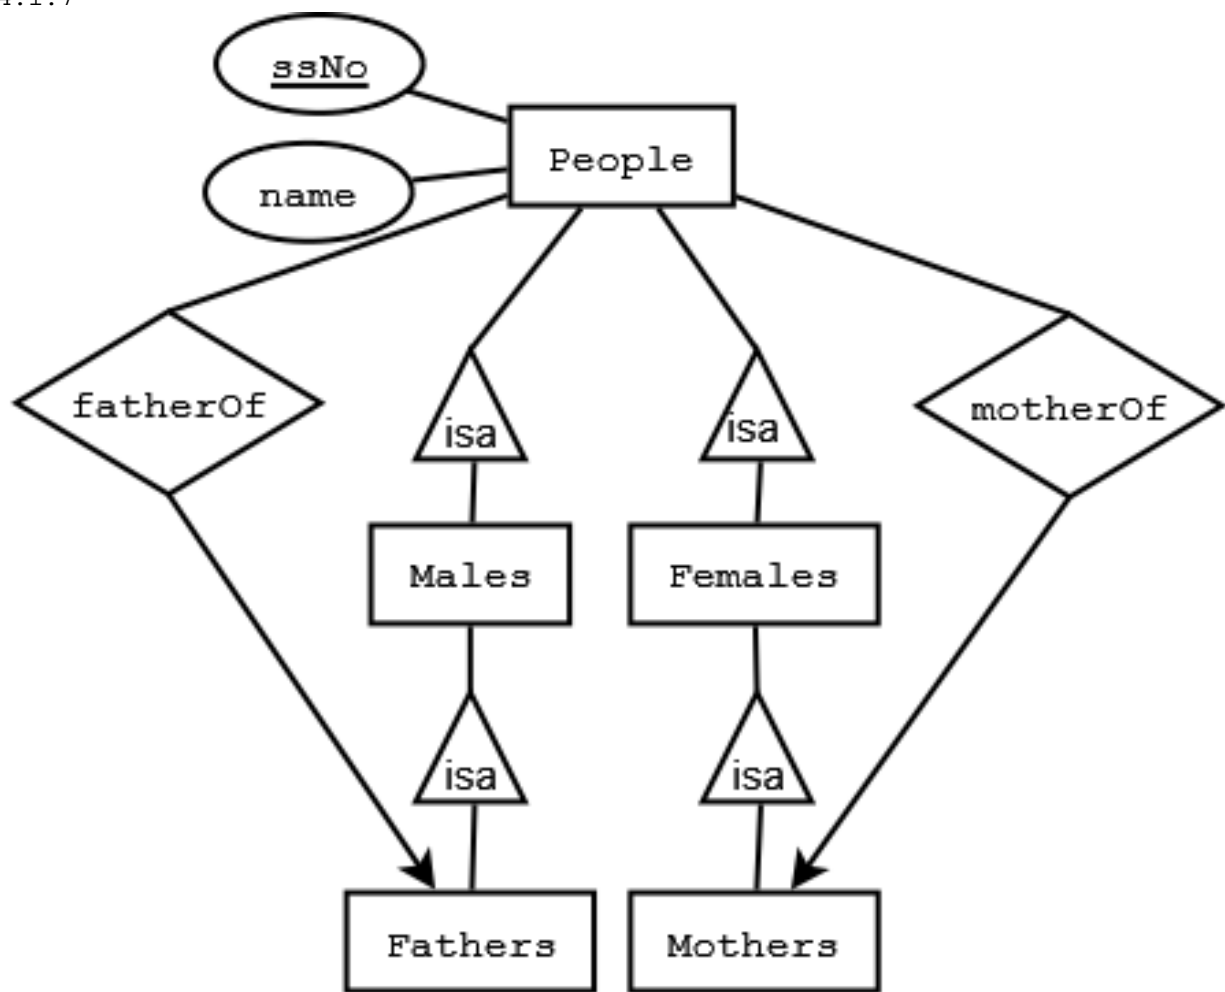 ssNo
People
name
fatherOf
motherOf
isa
isa
Males
Females
isa
isa
Fathers
Mothers